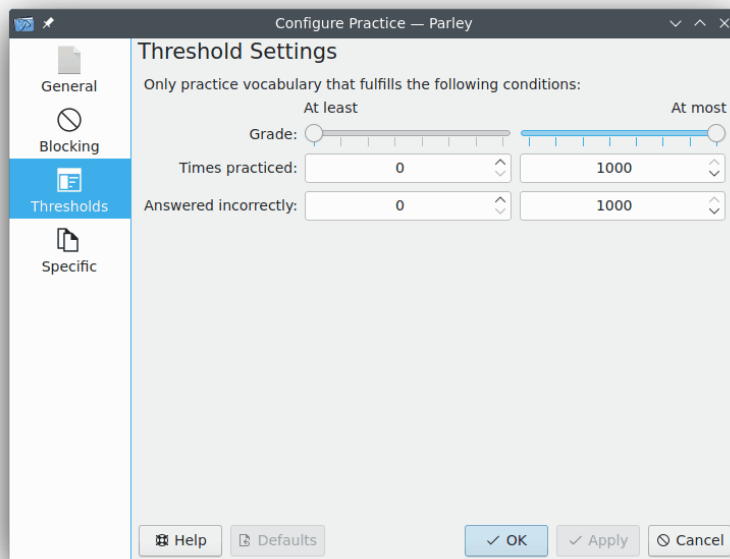 Configure Practice — Parley
General
Blocking
Thresholds
Specific
Threshold Settings
Only practice vocabulary that fulfills the following conditions:
At least At most
Grade:
Times practiced: 0 1000
Answered incorrectly: 0 1000
Help Defaults OK Apply Cancel